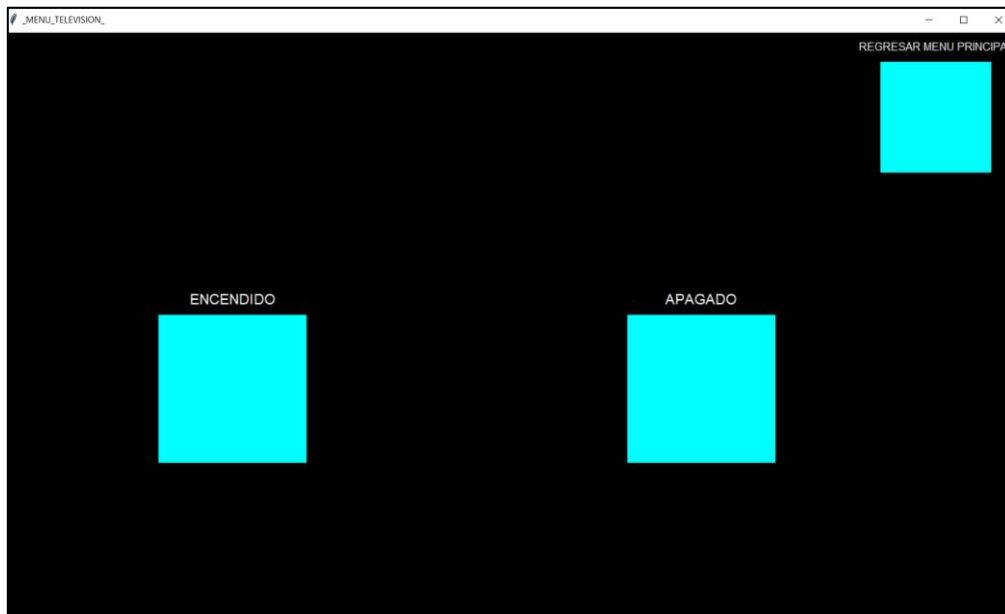 _MENU_TELEVISION_
REGRESAR MENU PRINCIPA
ENCENDIDO
APAGADO